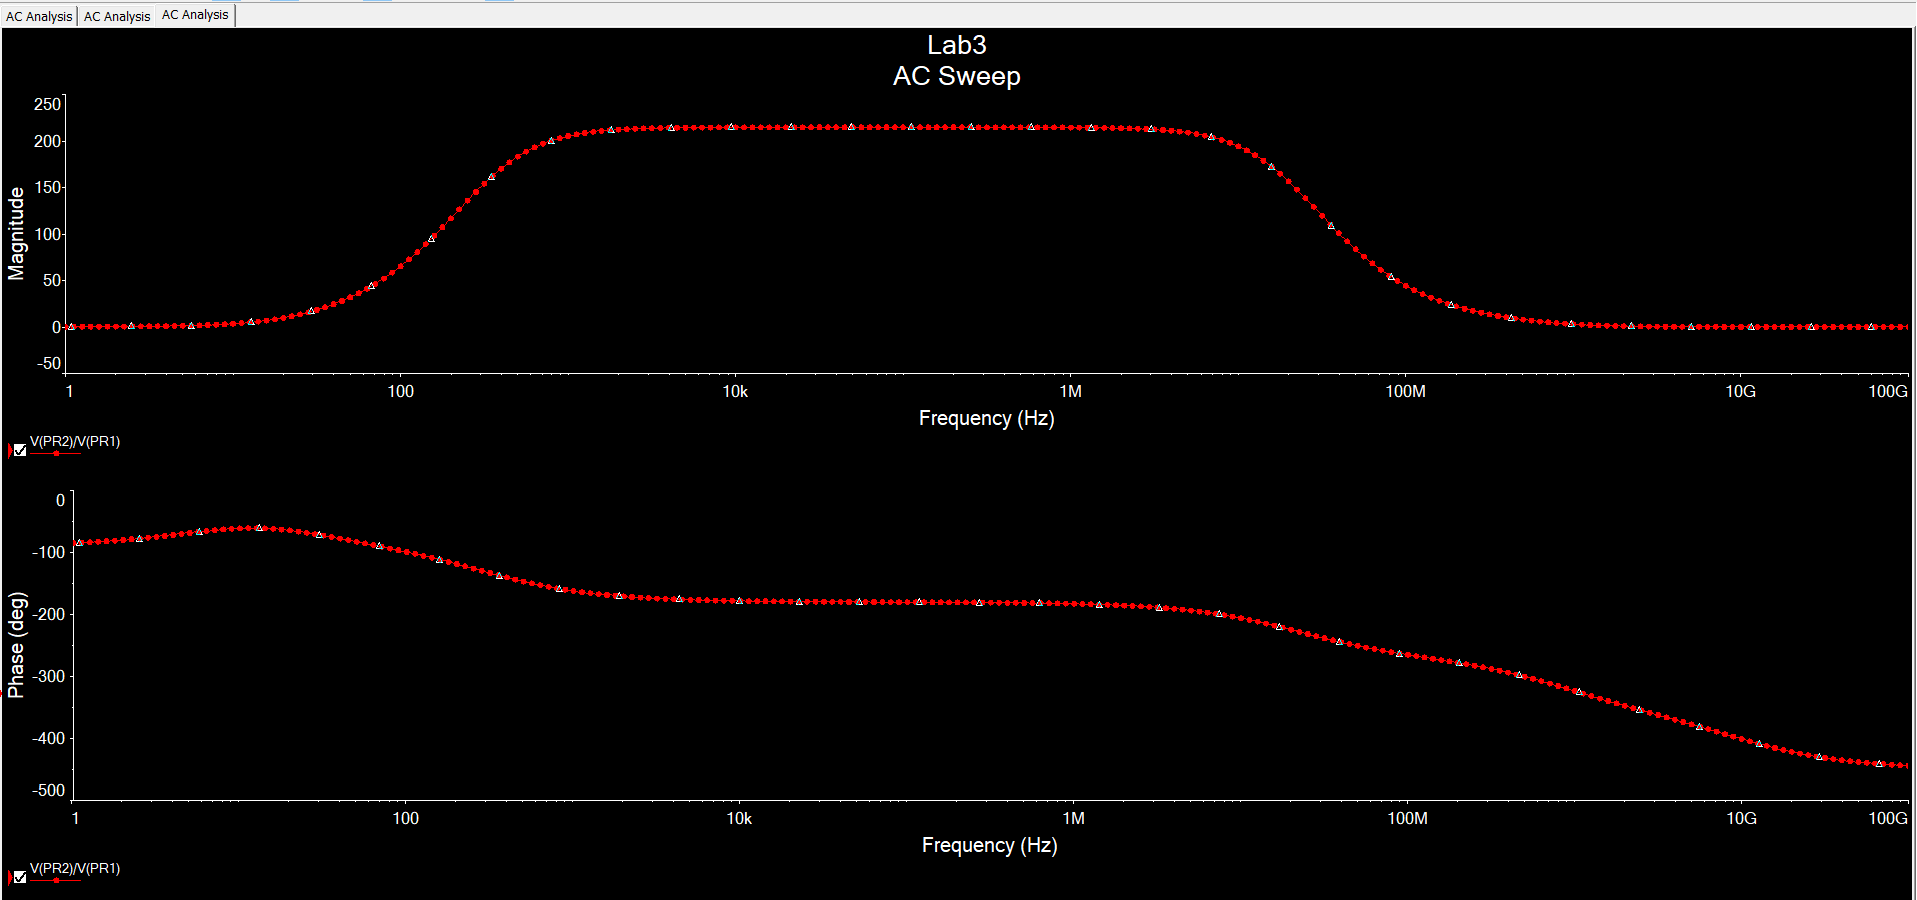 AC Analysis AC Analysis AC Analysis
Lab3
AC Sweep
250
200
150
100
50
0
-50
Magnitude
1 100 10k 1M 100M 10G 100G
Frequency (Hz)
V(PR2)/V(PR1)
0
-100
-200
-300
-400
-500
Phase (deg)
1 100 10k 1M 100M 10G 100G
Frequency (Hz)
V(PR2)/V(PR1)